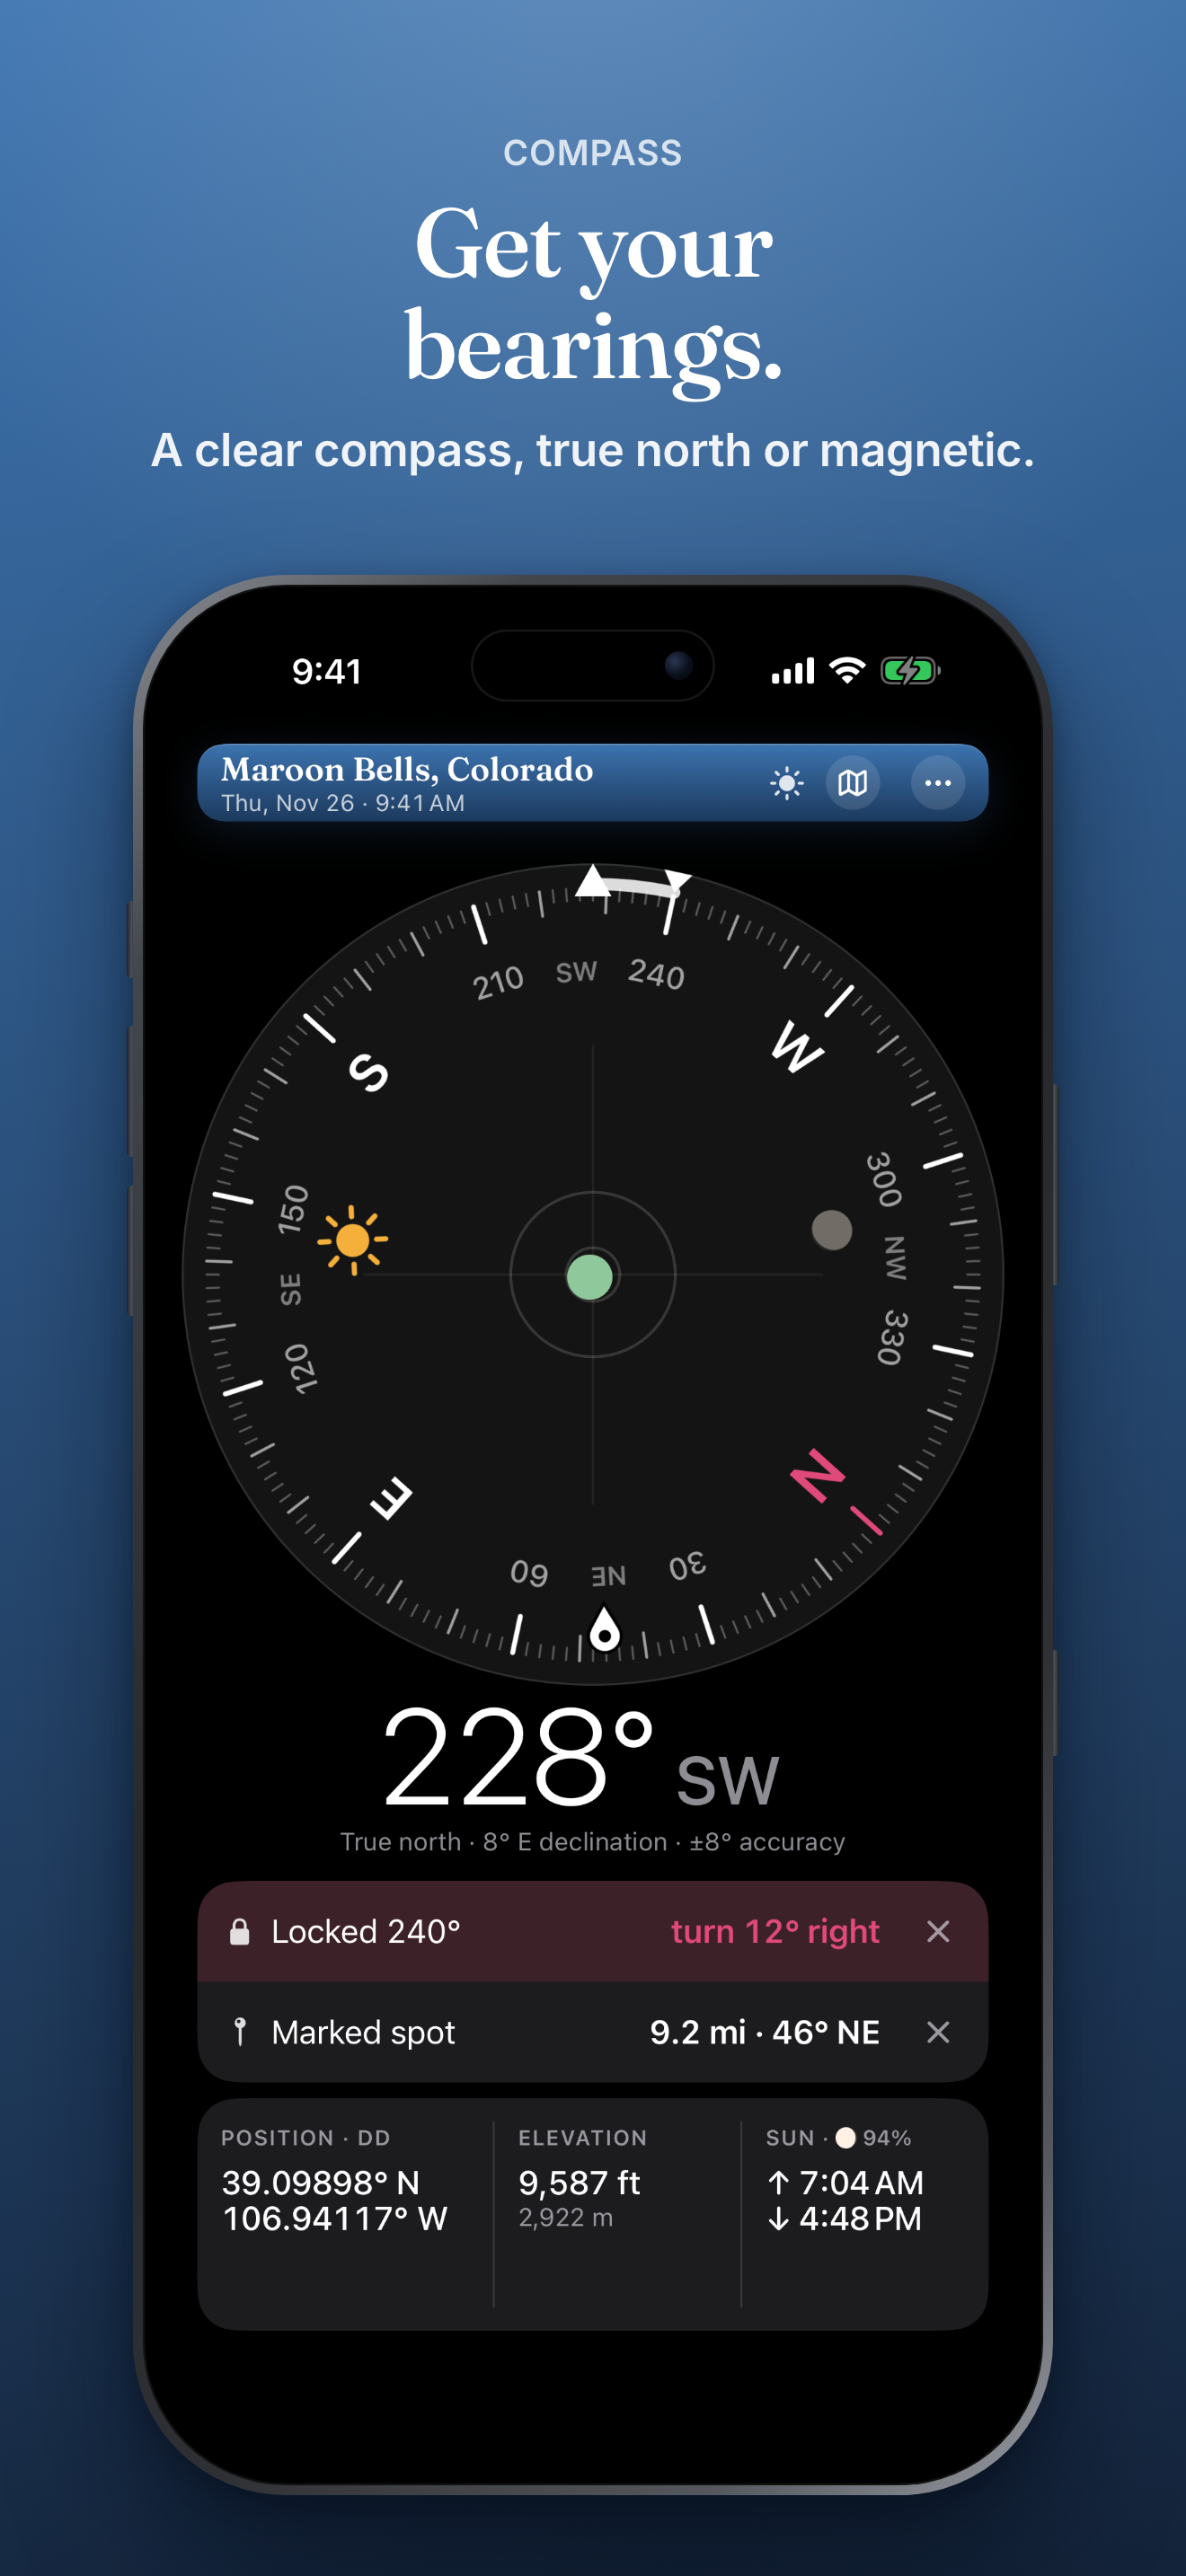 COMPASS
Get your
bearings.
A clear compass, true north or magnetic.
9:41
Maroon Bells, Colorado
Thu, Nov 26 · 9:41 AM
210 SW 240
S W
150 300
SE NW
120 330
E N
60 NE 30
228° SW
True north · 8° E declination · ±8° accuracy
Locked 240° turn 12° right
Marked spot 9.2 mi · 46° NE
POSITION · DD ELEVATION SUN · 94%
39.09898° N 9,587 ft ↑ 7:04 AM
106.94117° W 2,922 m ↓ 4:48 PM